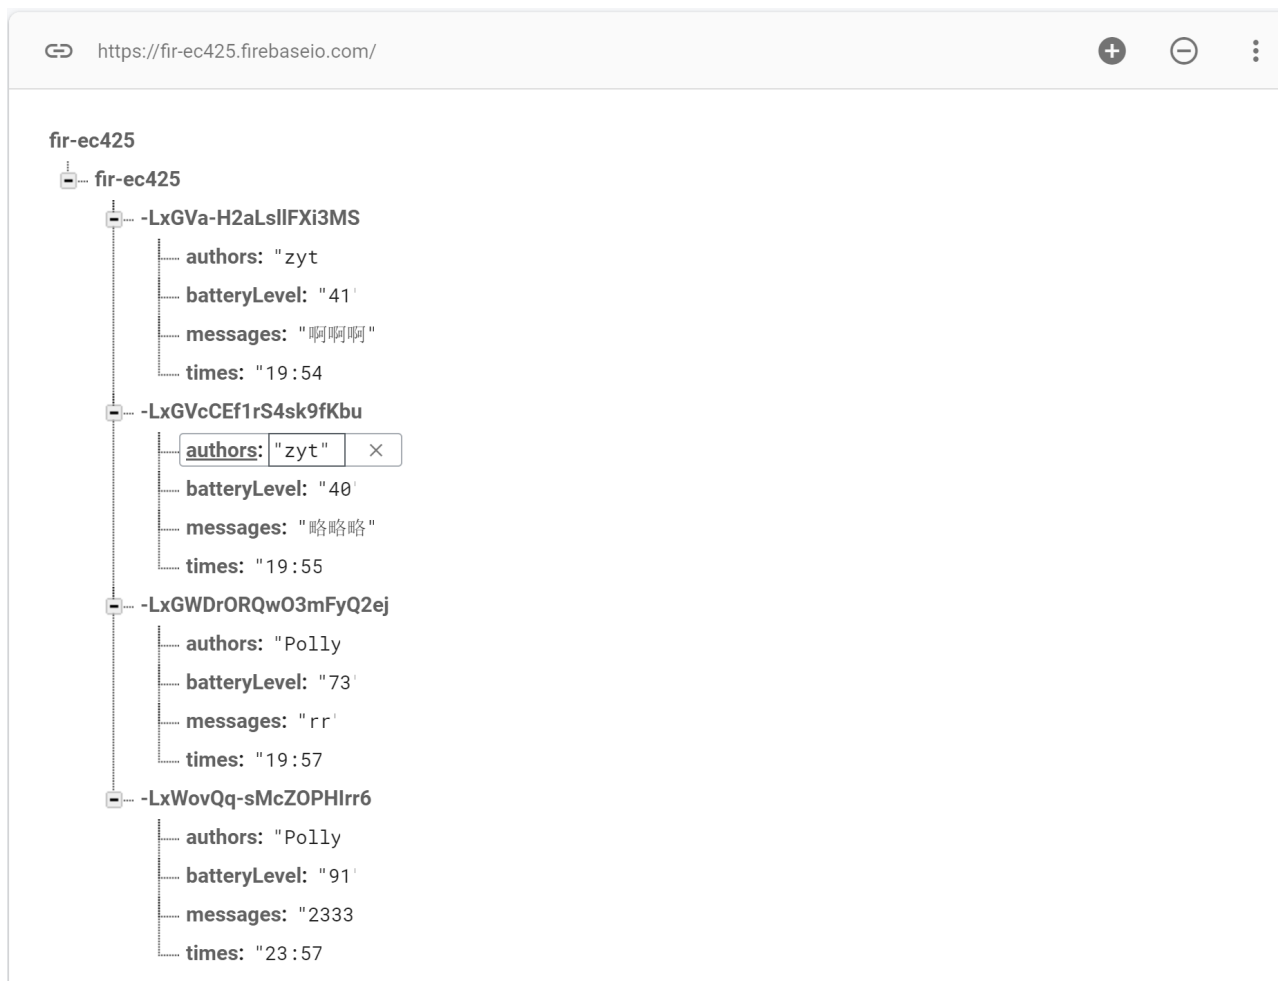 https://fir-ec425.firebaseio.com/
fir-ec425
fir-ec425
-LxGVa-H2aLsllFXi3MS
authors: "zyt
batteryLevel: "41'
messages: "啊啊啊"
times: "19:54
-LxGVcCEf1rS4sk9fKbu
authors: "zyt"
batteryLevel: "40'
messages: "略略略"
times: "19:55
-LxGWDrORQwO3mFyQ2ej
authors: "Polly
batteryLevel: "73'
messages: "rr'
times: "19:57
-LxWovQq-sMcZOPHIrr6
authors: "Polly
batteryLevel: "91'
messages: "2333
times: "23:57